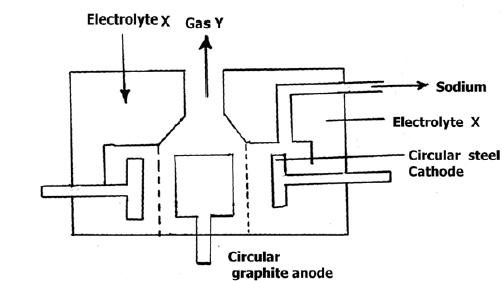 Electrolyte X Gas Y
Sodium
Electrolyte X
Circular steel
Cathode
Circular
graphite anode